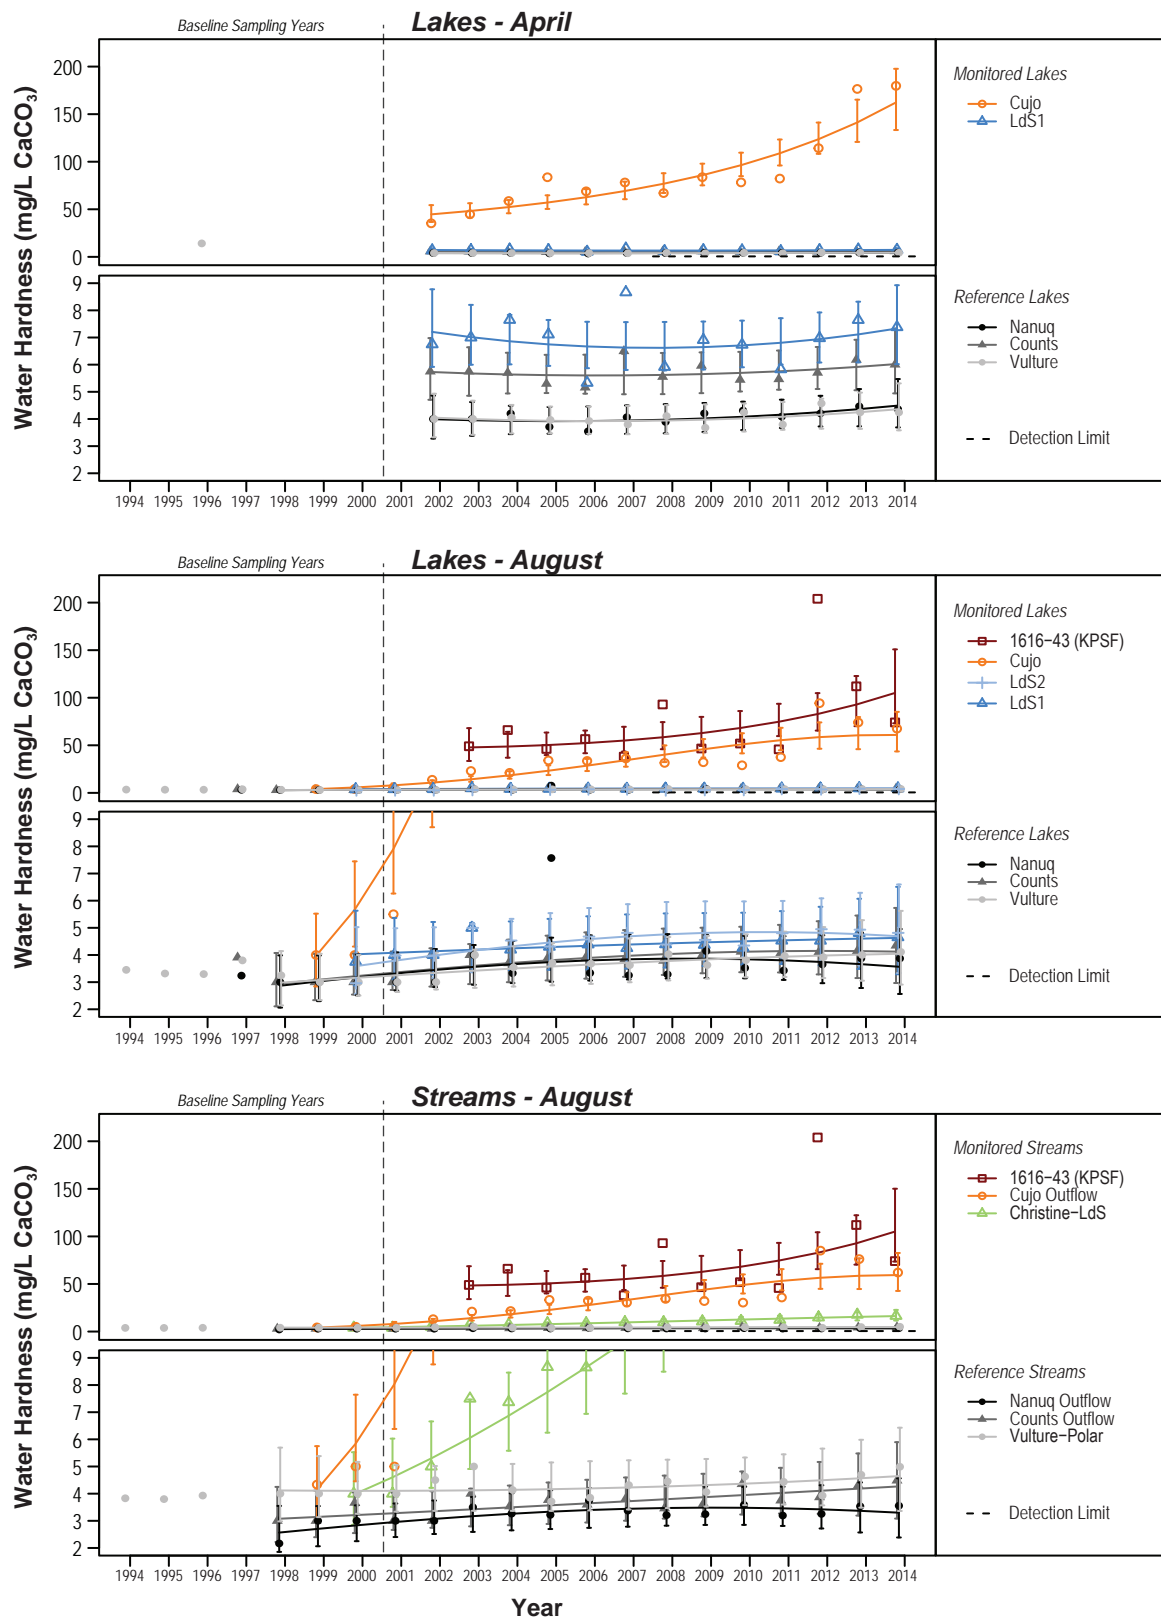 Baseline Sampling Years
Lakes - April
Water Hardness (mg/L CaCO3)
200
150
100
50
0
9
8
7
6
5
4
3
2
1994 1995 1996 1997 1998 1999 2000 2001 2002 2003 2004 2005 2006 2007 2008 2009 2010 2011 2012 2013 2014
Monitored Lakes
Cujo
LdS1
Reference Lakes
Nanuq
Counts
Vulture
Detection Limit
Baseline Sampling Years
Lakes - August
Water Hardness (mg/L CaCO3)
200
150
100
50
0
9
8
7
6
5
4
3
2
1994 1995 1996 1997 1998 1999 2000 2001 2002 2003 2004 2005 2006 2007 2008 2009 2010 2011 2012 2013 2014
Monitored Lakes
1616−43 (KPSF)
Cujo
LdS2
LdS1
Reference Lakes
Nanuq
Counts
Vulture
Detection Limit
Baseline Sampling Years
Streams - August
Water Hardness (mg/L CaCO3)
200
150
100
50
0
9
8
7
6
5
4
3
2
1994 1995 1996 1997 1998 1999 2000 2001 2002 2003 2004 2005 2006 2007 2008 2009 2010 2011 2012 2013 2014
Year
Monitored Streams
1616−43 (KPSF)
Cujo Outflow
Christine−LdS
Reference Streams
Nanuq Outflow
Counts Outflow
Vulture−Polar
Detection Limit